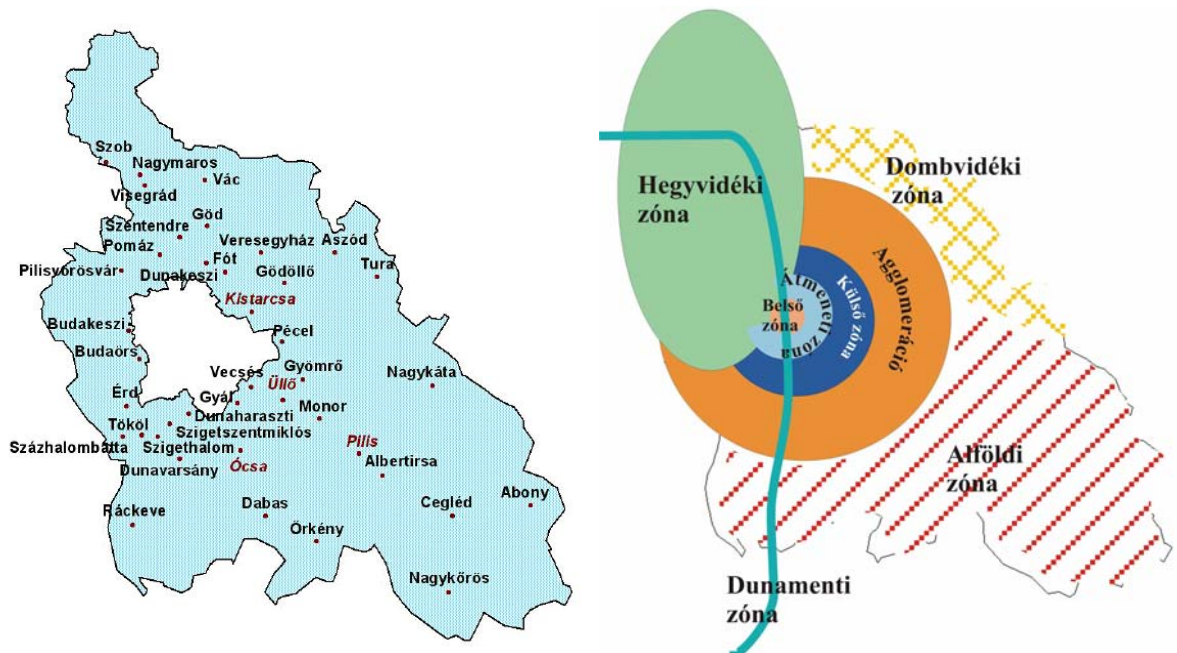 Szob
Nagymaros
Visegrád
Vác
Göd
Szentendre
Pomáz
Veresegyház
Aszód
Pilisvörösvár
Dunakeszi
Fót
Gödöllő
Tura
Kistarcsa
Budakeszi
Pécel
Budaörs
Vecsés
Üllő
Gyömrő
Nagykáta
Érd
Gyál
Monor
Dunaharaszti
Tököl
Szigetszentmiklós
Százhalombatta
Szigethalom
Pilis
Dunavarsány
Ócsa
Albertirsa
Ráckeve
Dabas
Cegléd
Abony
Örkény
Nagykőrös
Hegyvidéki
zóna
Dombvidéki
zóna
Agglomeráció
Külső zóna
Átmeneti zóna
Belső
zóna
Alföldi
zóna
Dunamenti
zóna